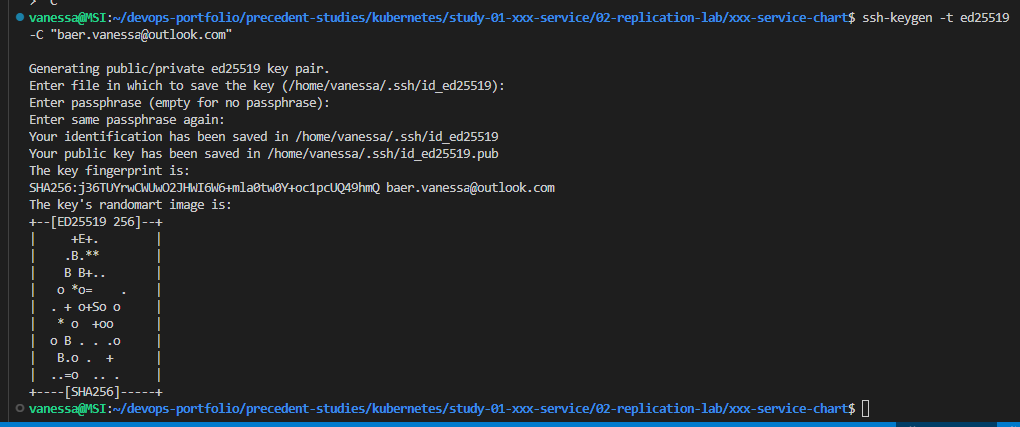 > ^C
vanessa@MSI:~/devops-portfolio/precedent-studies/kubernetes/study-01-xxx-service/02-replication-lab/xxx-service-chart$ ssh-keygen -t ed25519
-C "baer.vanessa@outlook.com"
Generating public/private ed25519 key pair.
Enter file in which to save the key (/home/vanessa/.ssh/id_ed25519):
Enter passphrase (empty for no passphrase):
Enter same passphrase again:
Your identification has been saved in /home/vanessa/.ssh/id_ed25519
Your public key has been saved in /home/vanessa/.ssh/id_ed25519.pub
The key fingerprint is:
SHA256:j36TUYrwCWUwO2JHWI6W6+mla0tw0Y+oc1pcUQ49hmQ baer.vanessa@outlook.com
The key's randomart image is:
+--[ED25519 256]--+
|     +E+.        |
|    .B.**        |
|    B B+..       |
|   o *o=    .    |
|  . + o+So o     |
|   * o  +oo      |
|  o B . . .o     |
|   B.o .  +      |
|  ..=o  .. .     |
+----[SHA256]-----+
vanessa@MSI:~/devops-portfolio/precedent-studies/kubernetes/study-01-xxx-service/02-replication-lab/xxx-service-chart$